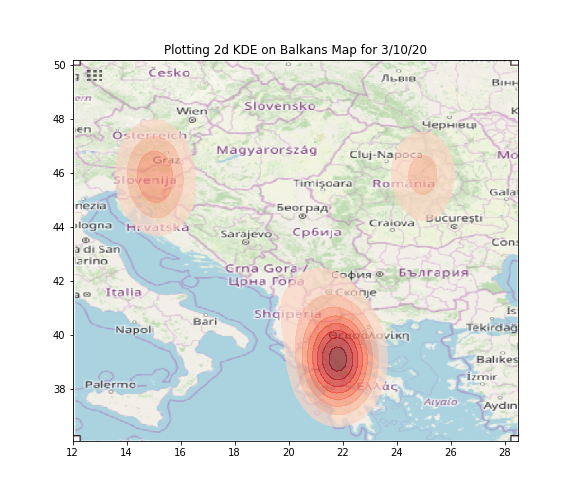 Plotting 2d KDE on Balkans Map for 3/10/20
50
Česko
Львів
Slovensko
48
Wien
Чернівці
Österreich
Magyarország
Graz
Cluj-Napoca
46
Slovenija
Timișoara
România
Београд
44
Hrvatska
Sarajevo
Србија
Craiova
București
Crna Gora /
Црна Гора
42
София
България
Скопје
Italia
Shqipëria
Napoli
Bari
40
Θεσσαλονίκη
Tekirdağ
38
Palermo
Ελλάς
İzmir
Αιγαίο
12
14
16
18
20
22
24
26
28